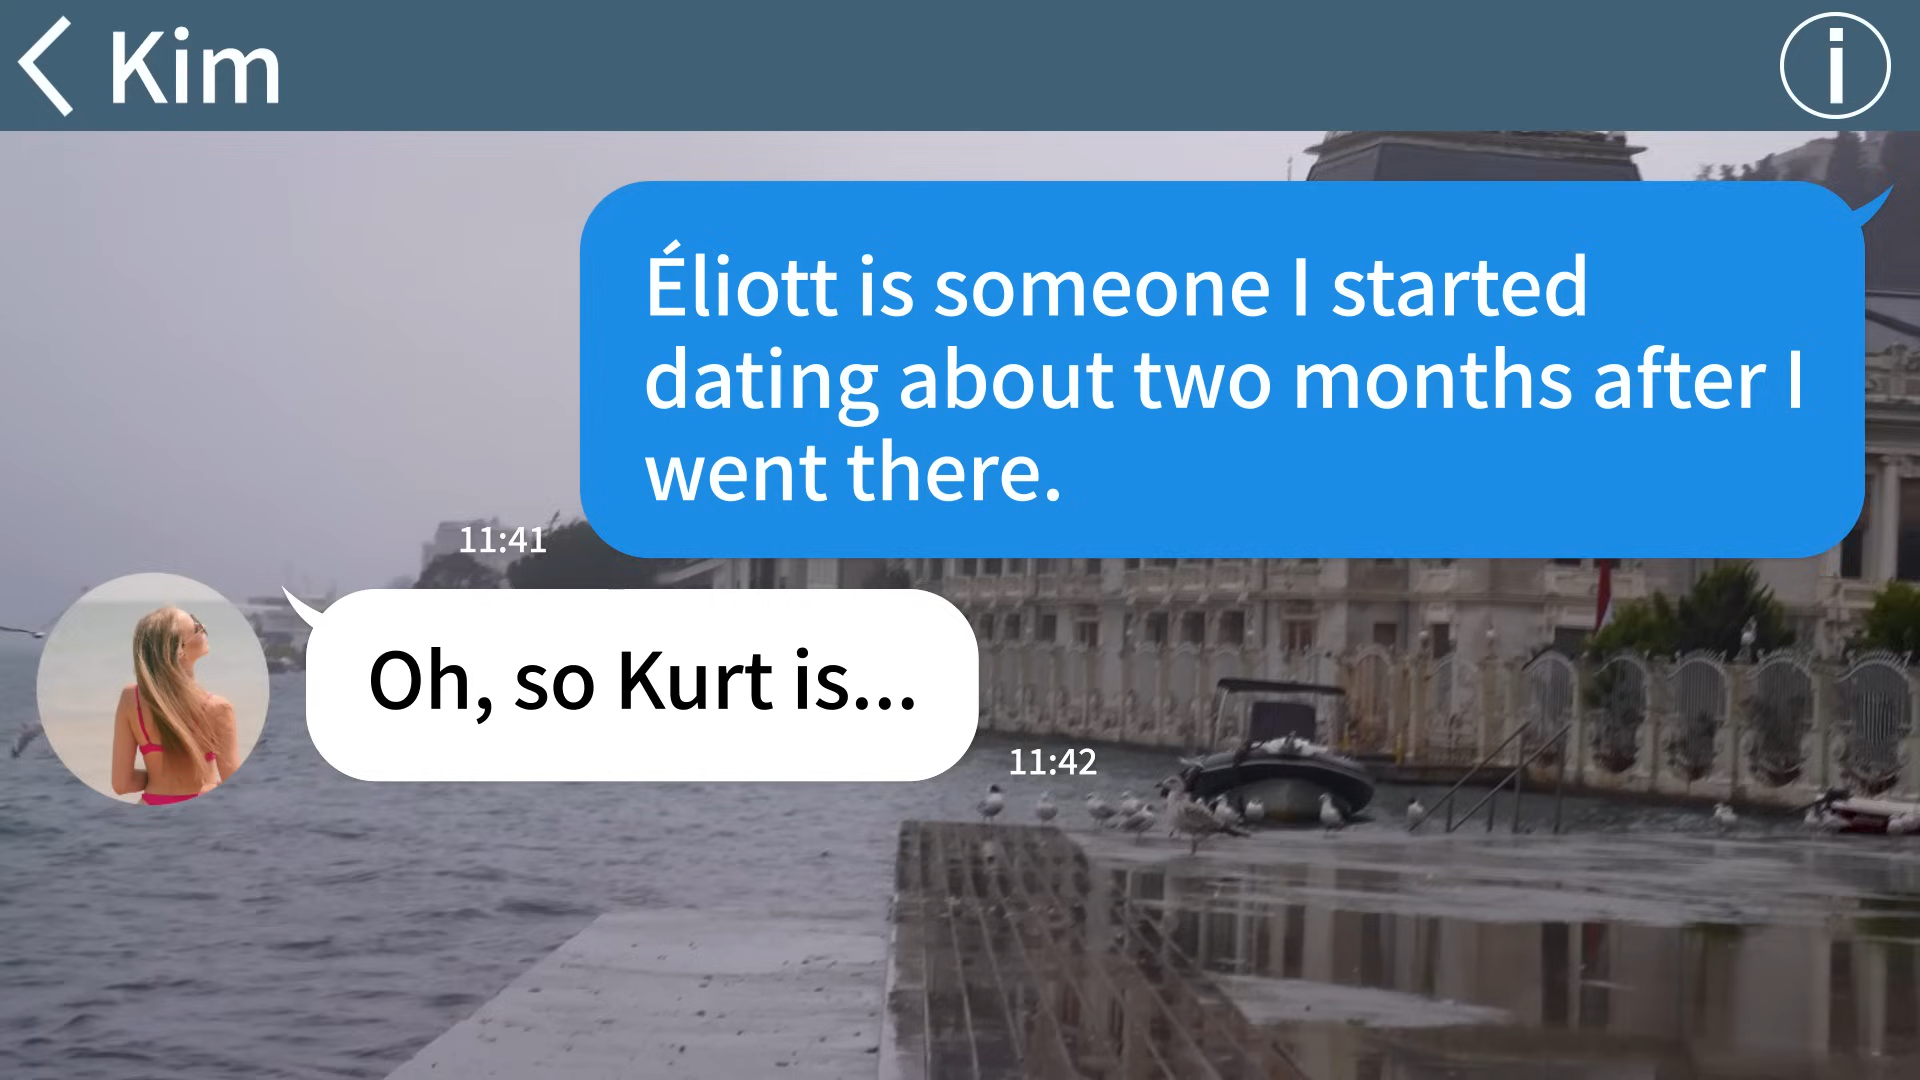 Kim
i
Éliott is someone I started
dating about two months after I
went there.
11:41
Oh, so Kurt is...
11:42